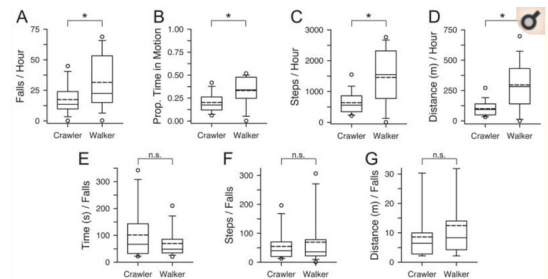 A
Falls / Hour
75
50
25
0
*
Crawler
Walker
B
Prop. Time in Motion
1.00
0.75
0.50
0.25
0.00
*
Crawler
Walker
C
Steps / Hour
3000
2000
1000
0
*
Crawler
Walker
D
Distance (m) / Hour
750
500
250
0
*
Crawler
Walker
E
Time (s) / Falls
400
300
200
100
0
n.s.
Crawler
Walker
F
Steps / Falls
400
300
200
100
0
n.s.
Crawler
Walker
G
Distance (m) / Falls
40
30
20
10
0
n.s.
Crawler
Walker